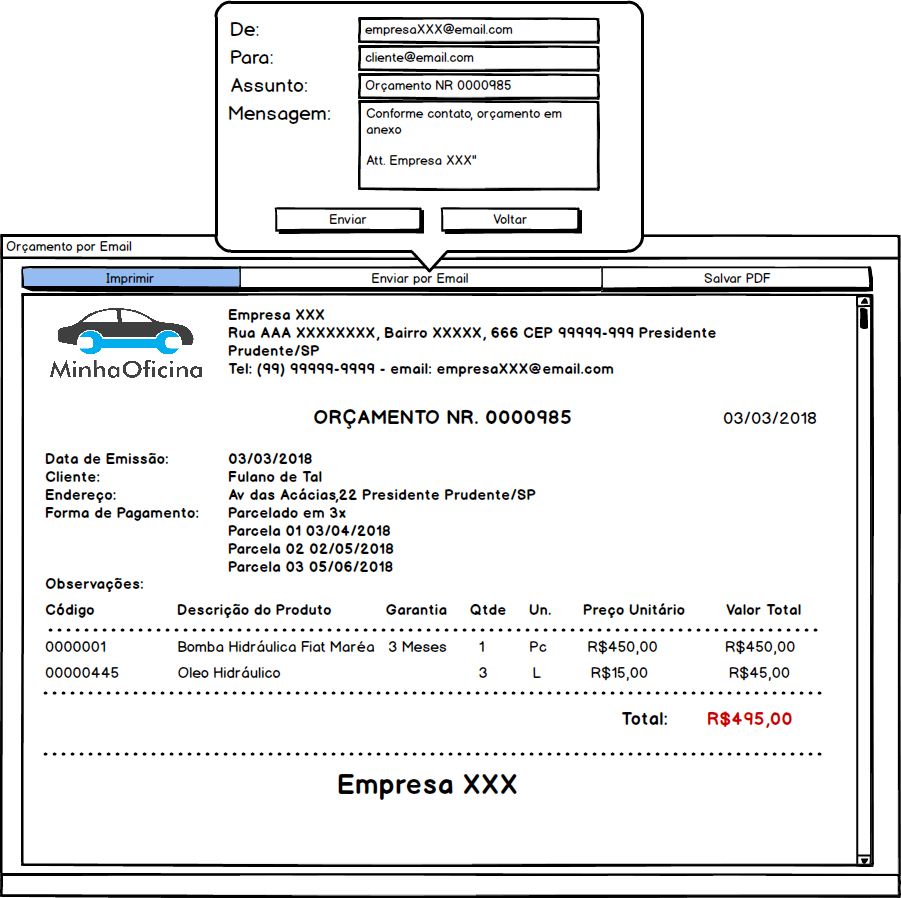 De: empresaXXX@email.com
Para: cliente@email.com
Assunto: Orçamento NR 0000985
Mensagem: Conforme contato, orçamento em
anexo
Att. Empresa XXX"
Enviar Voltar
Orçamento por Email
Imprimir Enviar por Email Salvar PDF
MinhaOficina
Empresa XXX
Rua AAA XXXXXXXX, Bairro XXXXX, 666 CEP 99999-999 Presidente
Prudente/SP
Tel: (99) 99999-9999 - email: empresaXXX@email.com
ORÇAMENTO NR. 0000985 03/03/2018
Data de Emissão: 03/03/2018
Cliente: Fulano de Tal
Endereço: Av das Acácias,22 Presidente Prudente/SP
Forma de Pagamento: Parcelado em 3x
Parcela 01 03/04/2018
Parcela 02 02/05/2018
Parcela 03 05/06/2018
Observações:
Código Descrição do Produto Garantia Qtde Un. Preço Unitário Valor Total
0000001 Bomba Hidráulica Fiat Maréa 3 Meses 1 Pc R$450,00 R$450,00
00000445 Oleo Hidráulico 3 L R$15,00 R$45,00
Total: R$495,00
Empresa XXX